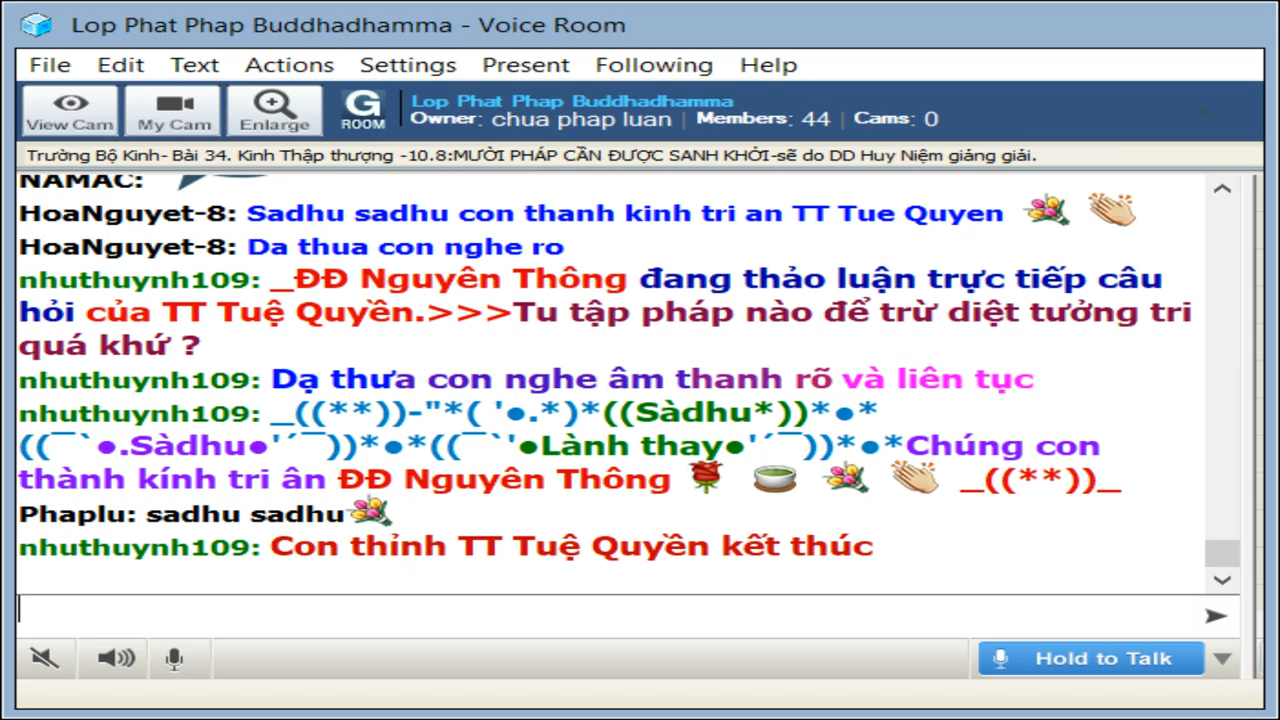 Lop Phat Phap Buddhadhamma - Voice Room
File Edit Text Actions Settings Present Following Help
View Cam My Cam Enlarge G ROOM
Lop Phat Phap Buddhadhamma
Owner: chua phap luan | Members: 44 | Cams: 0
Trường Bộ Kinh- Bài 34. Kinh Thập thượng -10.8:MƯỜI PHÁP CẦN ĐƯỢC SANH KHỞI-sẽ do DD Huy Niệm giảng giải.
NAMAC:
HoaNguyet-8: Sadhu sadhu con thanh kinh tri an TT Tue Quyen
HoaNguyet-8: Da thua con nghe ro
nhuthuynh109: _ĐĐ Nguyên Thông đang thảo luận trực tiếp câu
hỏi của TT Tuệ Quyền.>>>Tu tập pháp nào để trừ diệt tưởng tri
quá khứ ?
nhuthuynh109: Dạ thưa con nghe âm thanh rõ và liên tục
nhuthuynh109: _((**))-"*( '●.*)*((Sàdhu*))*●*
((¯`●.Sàdhu●'´¯))*●*((¯`'●Lành thay●'´¯))*●*Chúng con
thành kính tri ân ĐĐ Nguyên Thông _((**))_
Phaplu: sadhu sadhu
nhuthuynh109: Con thỉnh TT Tuệ Quyền kết thúc
Hold to Talk